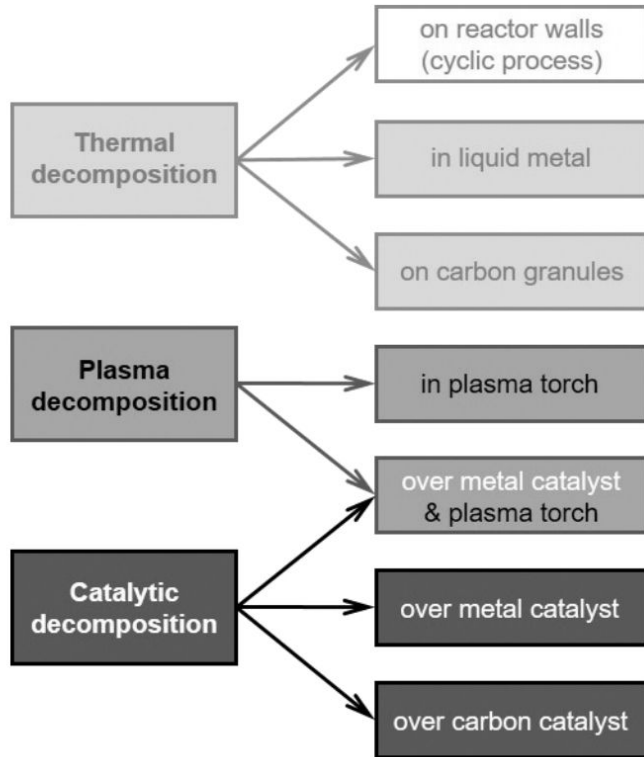 on reactor walls
(cyclic process)
Thermal
decomposition
in liquid metal
on carbon granules
Plasma
decomposition
in plasma torch
over metal catalyst
& plasma torch
Catalytic
decomposition
over metal catalyst
over carbon catalyst